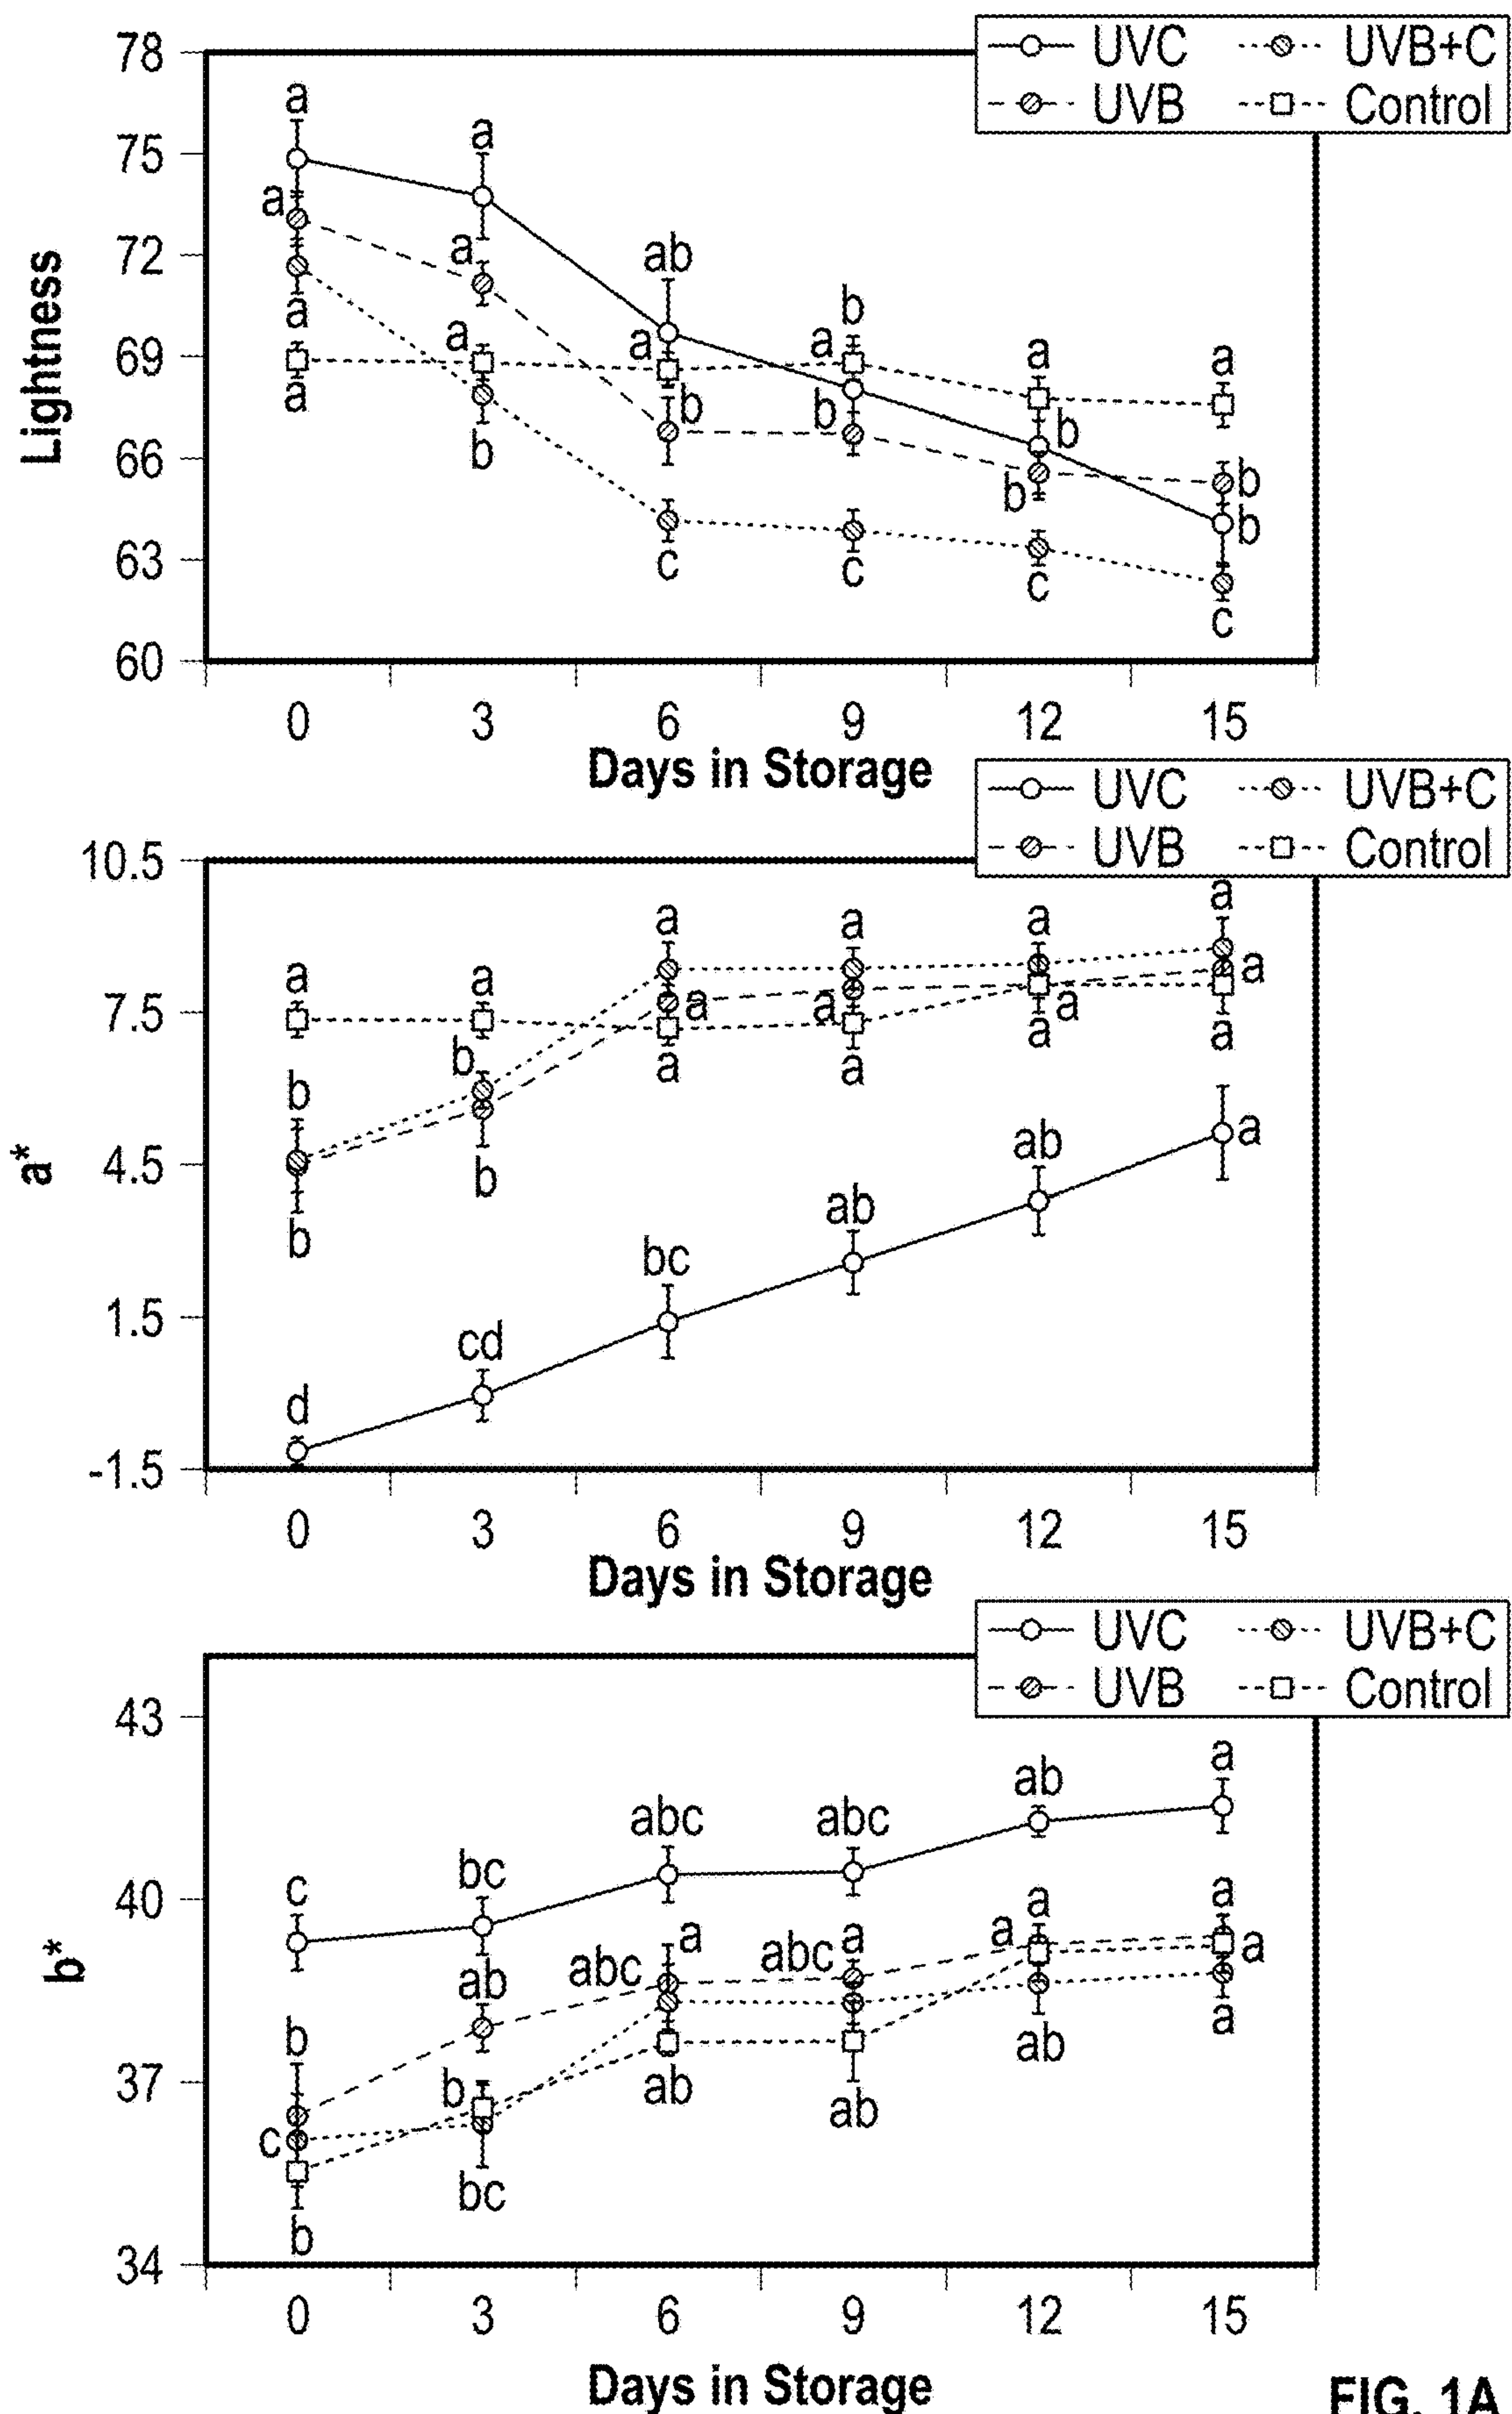 78
UVC UVB+C
UVB Control
a
75
a
a
72
a
ab
a
b
69
a
a
a
a
a
a
b
b
b
66
b
b
b
b
63
c
c
c
c
60
Lightness
0 3 6 9 12 15
Days in Storage
UVC UVB+C
UVB Control
10.5
a
a
a
a
a
a
a
7.5
a
a
a
a
a
a
a
b
b
a*
4.5
b
b
ab
a
ab
bc
1.5
cd
d
-1.5
0 3 6 9 12 15
Days in Storage
UVC UVB+C
UVB Control
43
a
ab
abc
abc
bc
c
40
a
a
a
a
a
a
abc
abc
ab
b*
b
a
ab
37
b
ab
ab
c
bc
b
34
0 3 6 9 12 15
Days in Storage
FIG. 1A